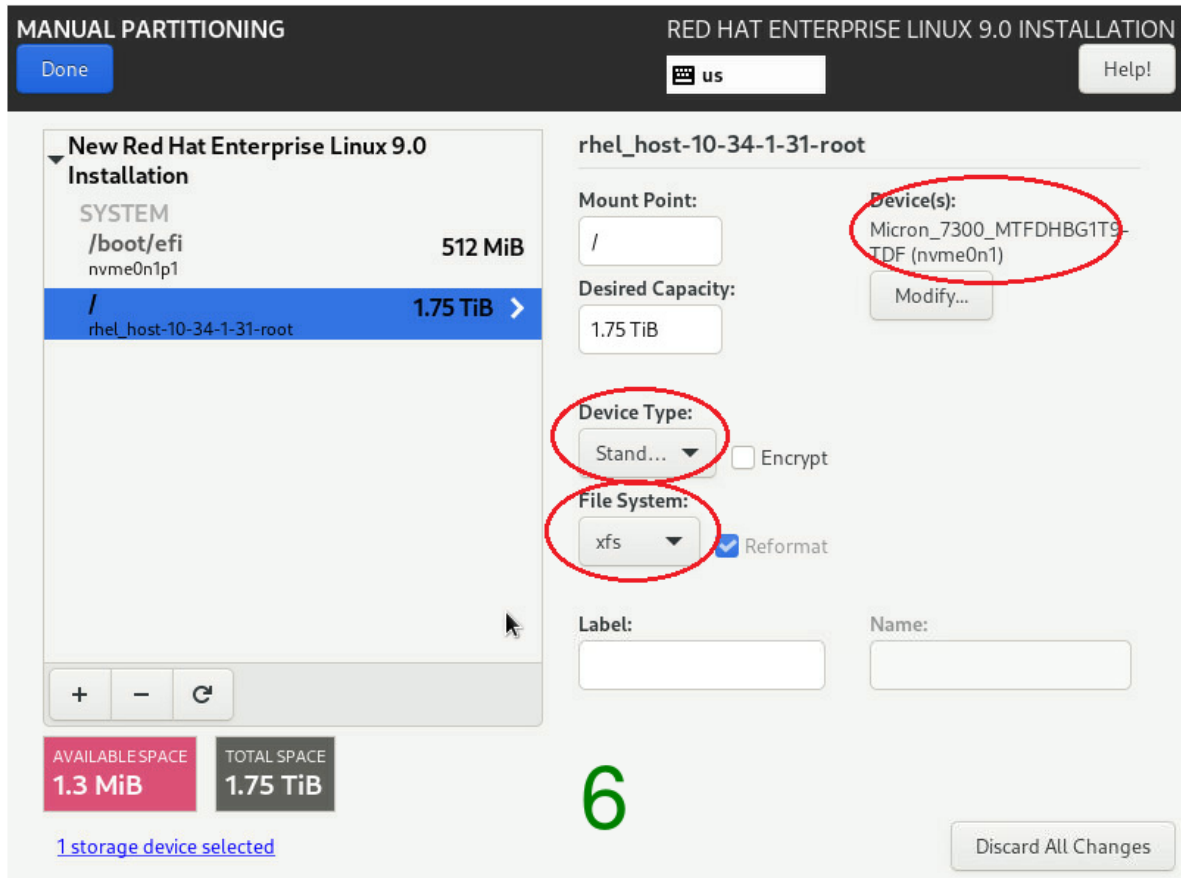 MANUAL PARTITIONING
RED HAT ENTERPRISE LINUX 9.0 INSTALLATION
Done
us
Help!
New Red Hat Enterprise Linux 9.0
Installation
SYSTEM
/boot/efi
512 MiB
nvme0n1p1
/
1.75 TiB
rhel_host-10-34-1-31-root
rhel_host-10-34-1-31-root
Mount Point:
/
Device(s):
Micron_7300_MTFDHBG1T9-
TDF (nvme0n1)
Modify...
Desired Capacity:
1.75 TiB
Device Type:
Stand...
Encrypt
File System:
xfs
Reformat
Label:
Name:
+ −
AVAILABLE SPACE
1.3 MiB
TOTAL SPACE
1.75 TiB
6
1 storage device selected
Discard All Changes